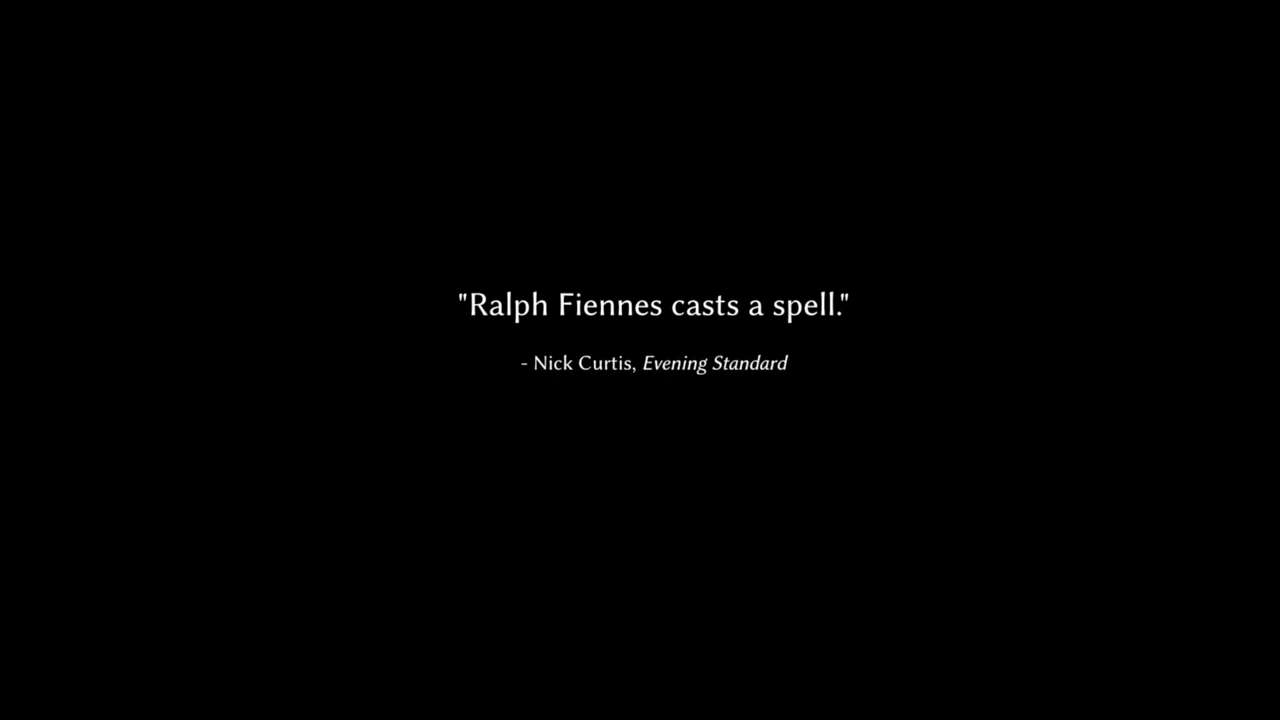 "Ralph Fiennes casts a spell."
- Nick Curtis, Evening Standard